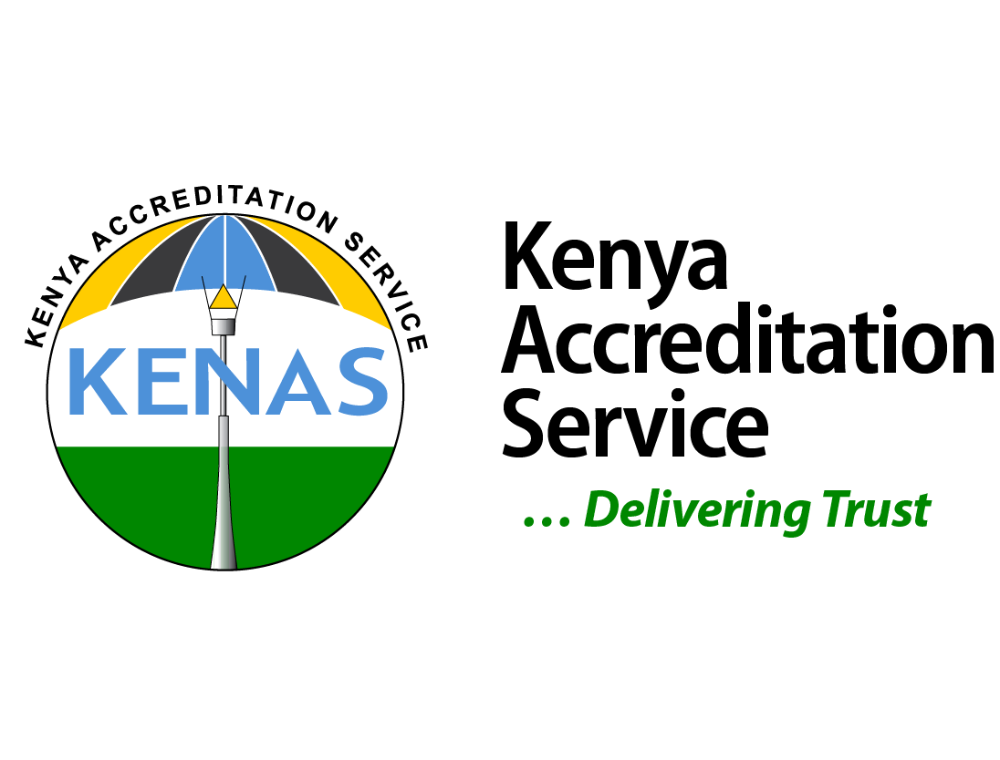 KENYA ACCREDITATION SERVICE
KENAS
Kenya
Accreditation
Service
... Delivering Trust